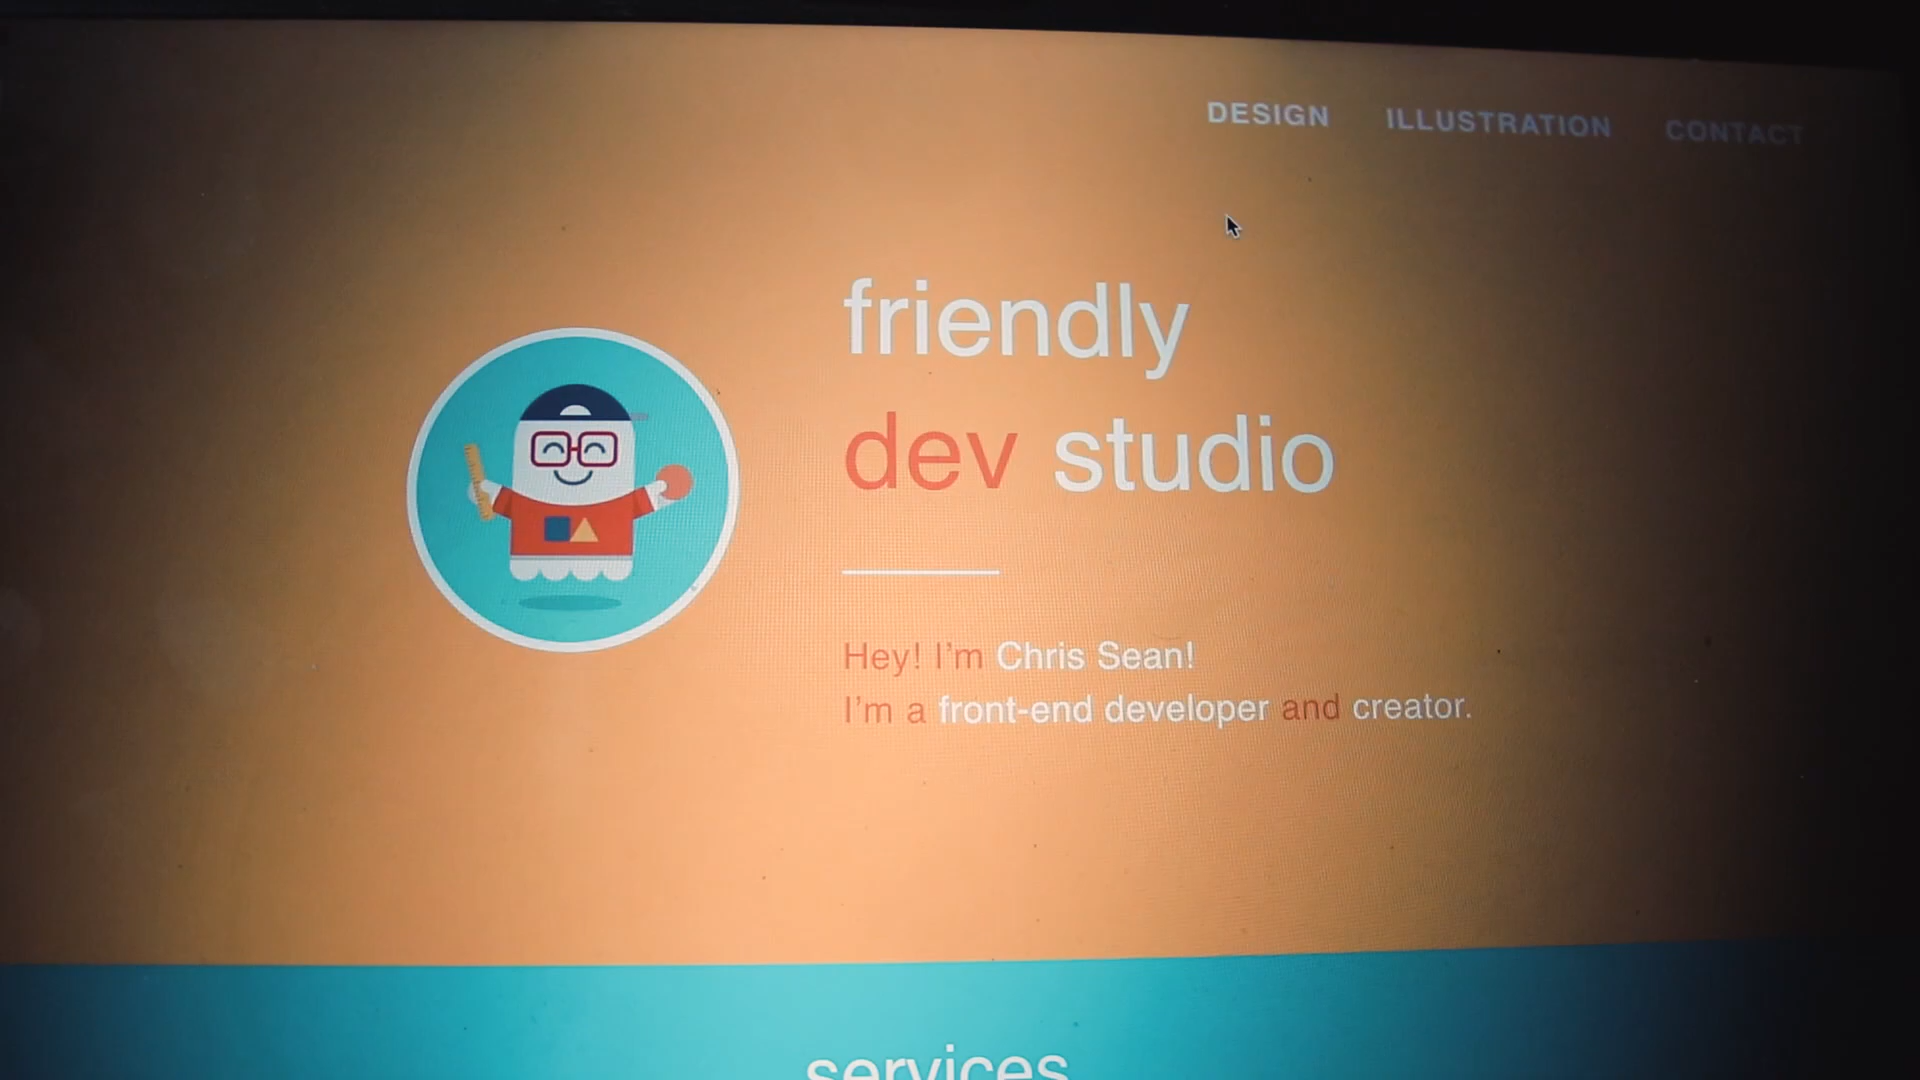 DESIGN ILLUSTRATION CONTACT
friendly
dev studio
Hey! I'm Chris Sean!
I'm a front-end developer and creator.
services